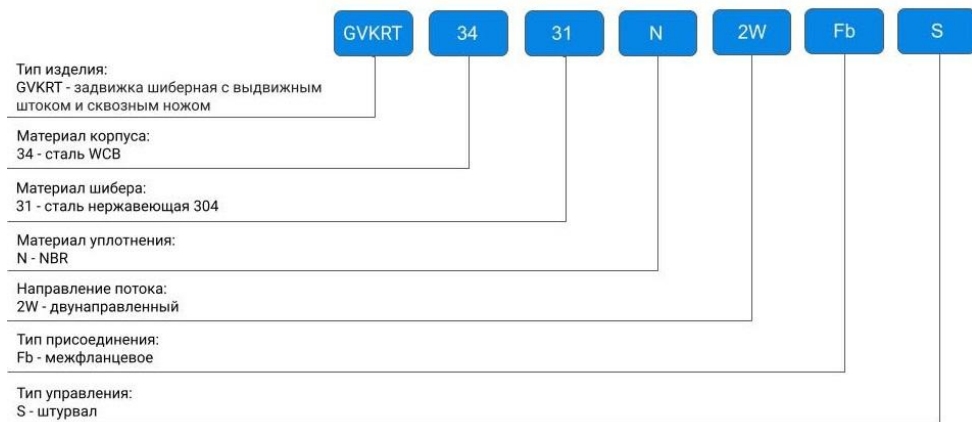 GVKRT 34 31 N 2W Fb S
Тип изделия:
GVKRT - задвижка шиберная с выдвижным
штоком и сквозным ножом
Материал корпуса:
34 - сталь WCB
Материал шибера:
31 - сталь нержавеющая 304
Материал уплотнения:
N - NBR
Направление потока:
2W - двунаправленный
Тип присоединения:
Fb - межфланцевое
Тип управления:
S - штурвал